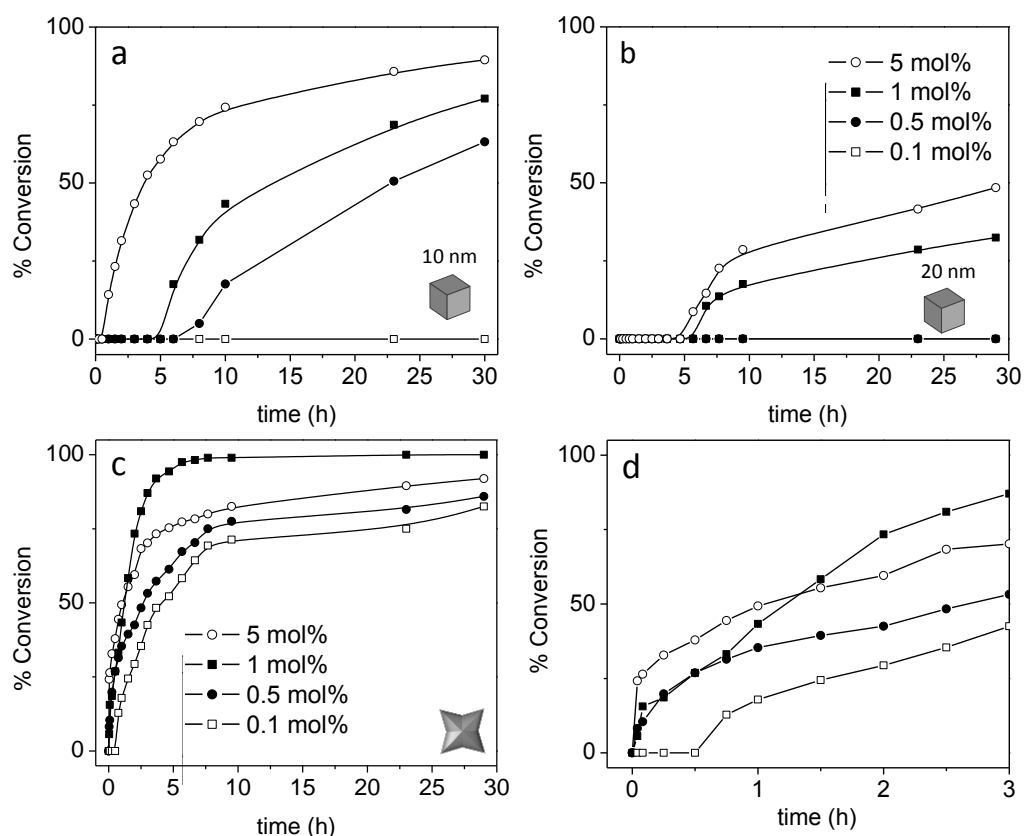 a
100
50
0
% Conversion
10 nm
0 5 10 15 20 25 30
time (h)
b
5 mol%
1 mol%
0.5 mol%
0.1 mol%
100
50
0
% Conversion
20 nm
0 5 10 15 20 25 30
time (h)
c
100
50
0
% Conversion
5 mol%
1 mol%
0.5 mol%
0.1 mol%
0 5 10 15 20 25 30
time (h)
d
100
50
0
% Conversion
0 1 2 3
time (h)